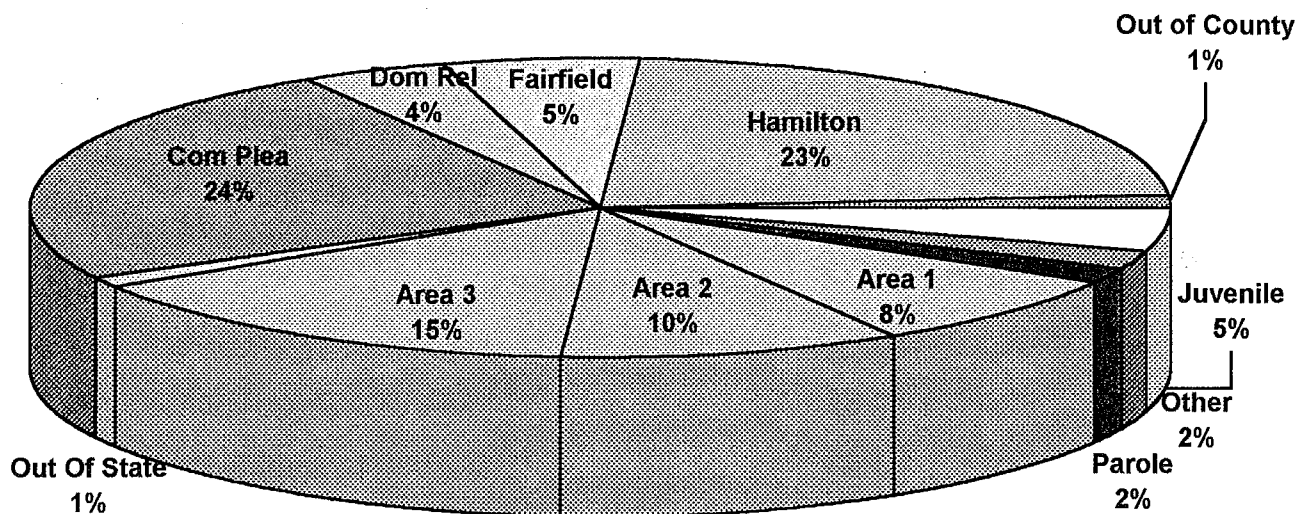 Out of County
1%
Dom Rel
4%
Fairfield
5%
Hamilton
23%
Com Plea
24%
Area 3
15%
Area 2
10%
Area 1
8%
Juvenile
5%
Other
2%
Parole
2%
Out Of State
1%